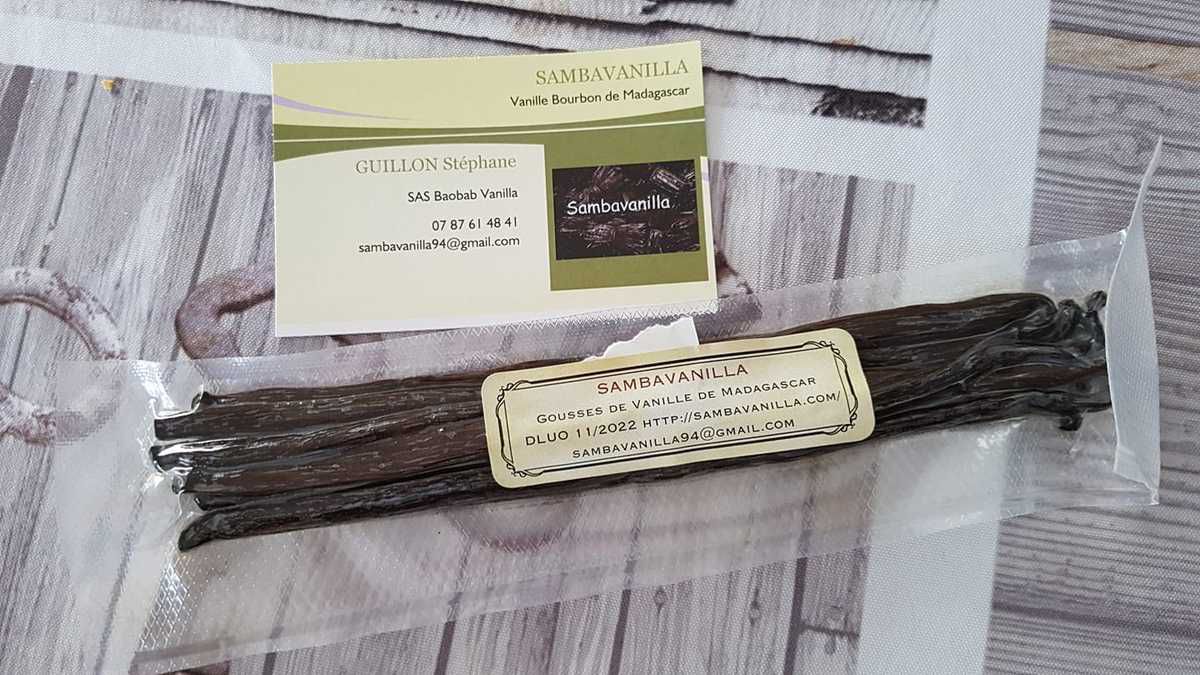 SAMBAVANILLA
Vanille Bourbon de Madagascar
GUILLON Stéphane
SAS Baobab Vanilla
07 87 61 48 41
sambavanilla94@gmail.com
Sambavanilla
SAMBAVANILLA
GOUSSES DE VANILLE DE MADAGASCAR
DLUO 11/2022 HTTP://SAMBAVANILLA.COM/
SAMBAVANILLA94@GMAIL.COM